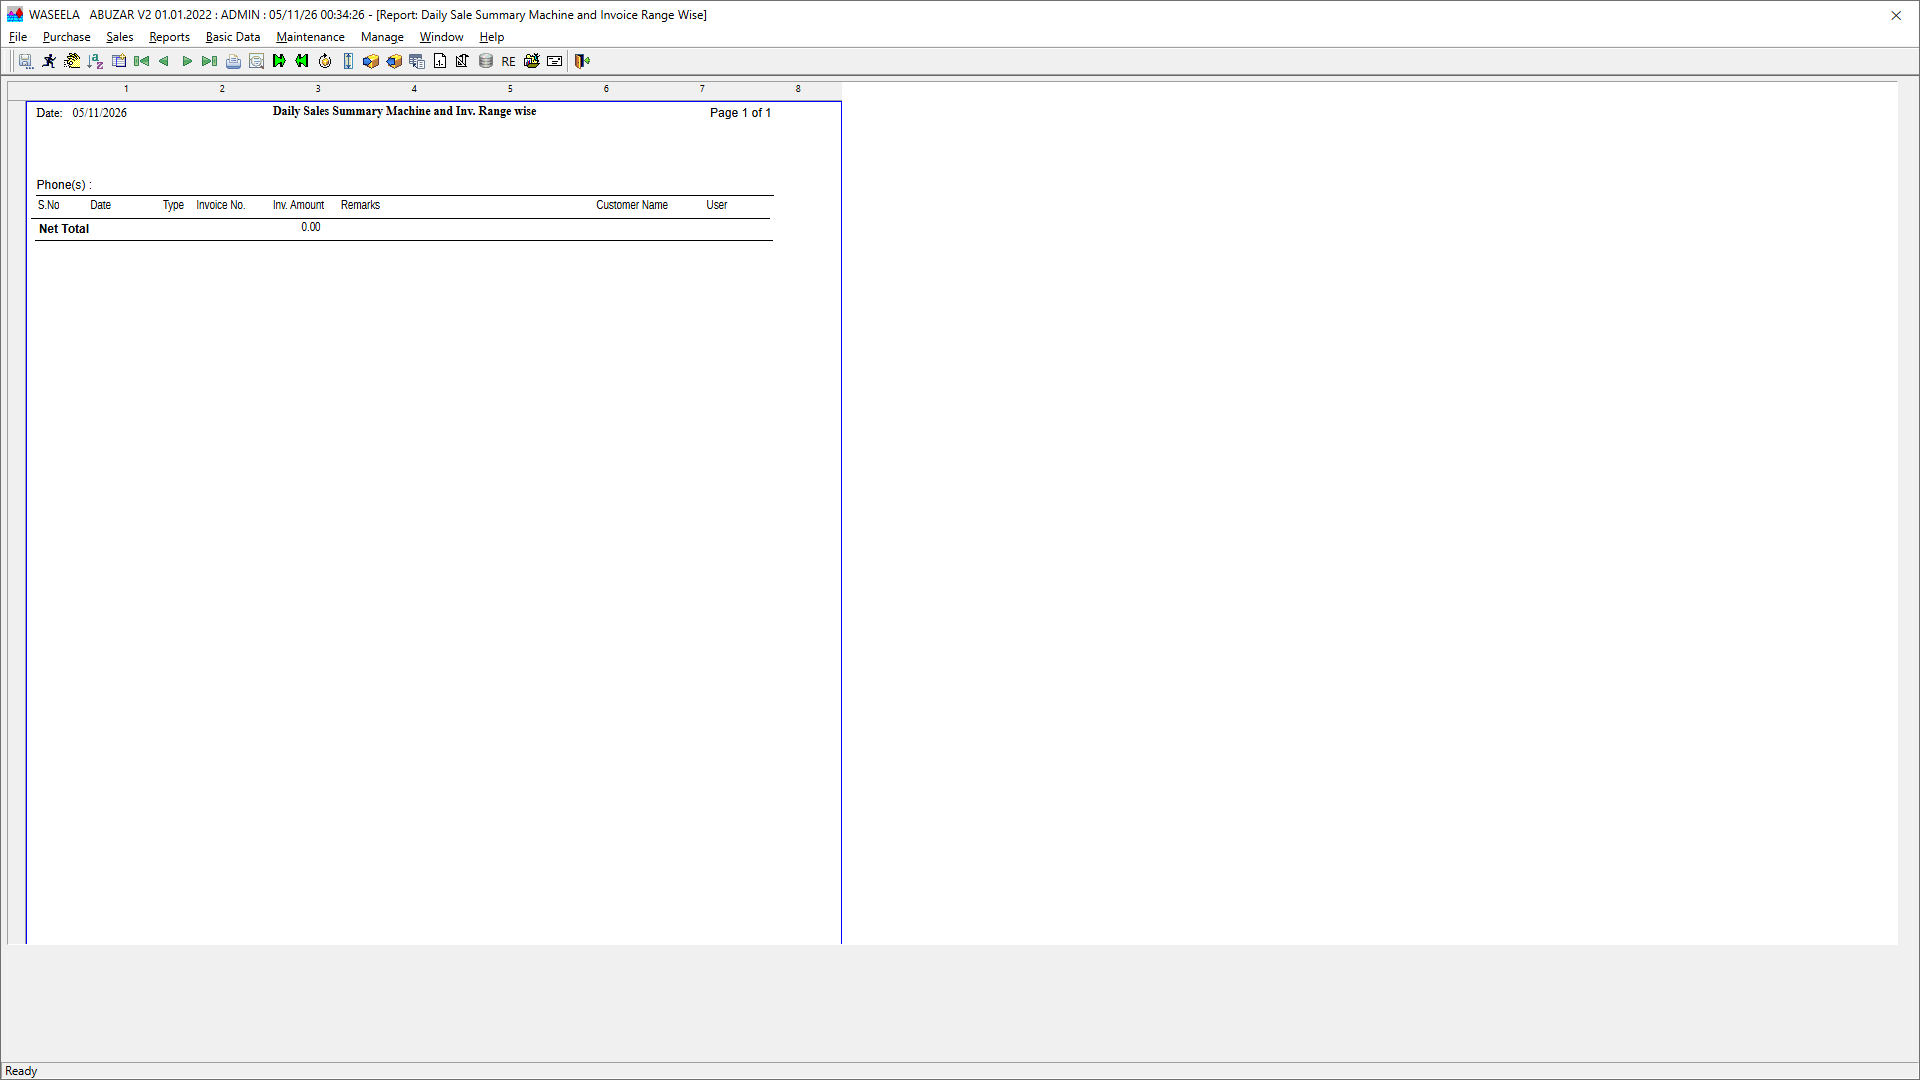 WASEELA ABUZAR V2 01.01.2022 : ADMIN : 05/11/26 00:34:26 - [Report: Daily Sale Summary Machine and Invoice Range Wise]
File Purchase Sales Reports Basic Data Maintenance Manage Window Help
RE
1 2 3 4 5 6 7 8
Date: 05/11/2026 Daily Sales Summary Machine and Inv. Range wise Page 1 of 1
Phone(s) :
S.No Date Type Invoice No. Inv. Amount Remarks Customer Name User
Net Total 0.00
Ready